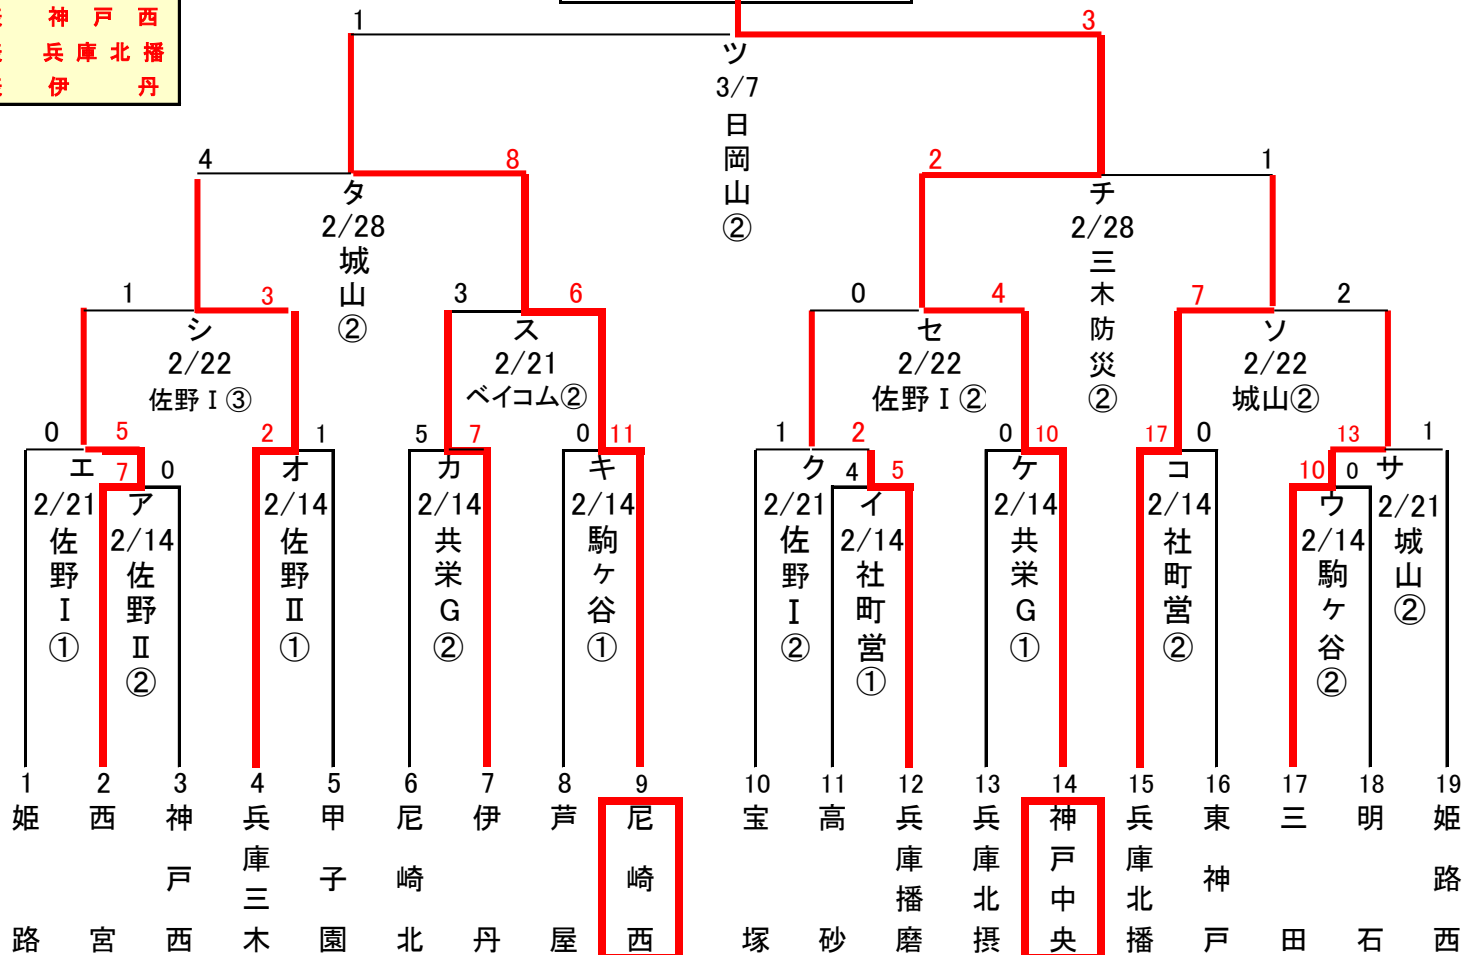 神戸西
兵庫北播
伊丹
1 3
ツ
3/7
日岡山②
4 8 2 1
タ チ
2/28 2/28
城山② 三木防災②
1 3 3 6 0 4 7 2
シ ス セ ソ
2/22 2/21 2/22 2/22
佐野Ⅰ③ ベイコム② 佐野Ⅰ② 城山②
0 5 2 1 5 7 0 11 1 2 0 10 17 0 13 1
エ 7 0 オ カ キ ク 4 5 ケ コ 10 0 サ
2/21 ア 2/14 2/14 2/14 2/21 イ 2/14 2/14 ウ 2/21
佐野Ⅰ① 2/14 佐野Ⅱ② 佐野Ⅱ① 共栄G② 駒ヶ谷① 佐野Ⅰ② 2/14 社町営① 共栄G① 社町営② 2/14 駒ヶ谷② 城山②
1 2 3 4 5 6 7 8 9 10 11 12 13 14 15 16 17 18 19
姫路
西宮
神戸西
兵庫三木
甲子園
尼崎北
伊丹
芦屋
尼崎西
宝塚
高砂
兵庫播磨
兵庫北摂
神戸中央
兵庫北播
東神戸
三田
明石
姫路西